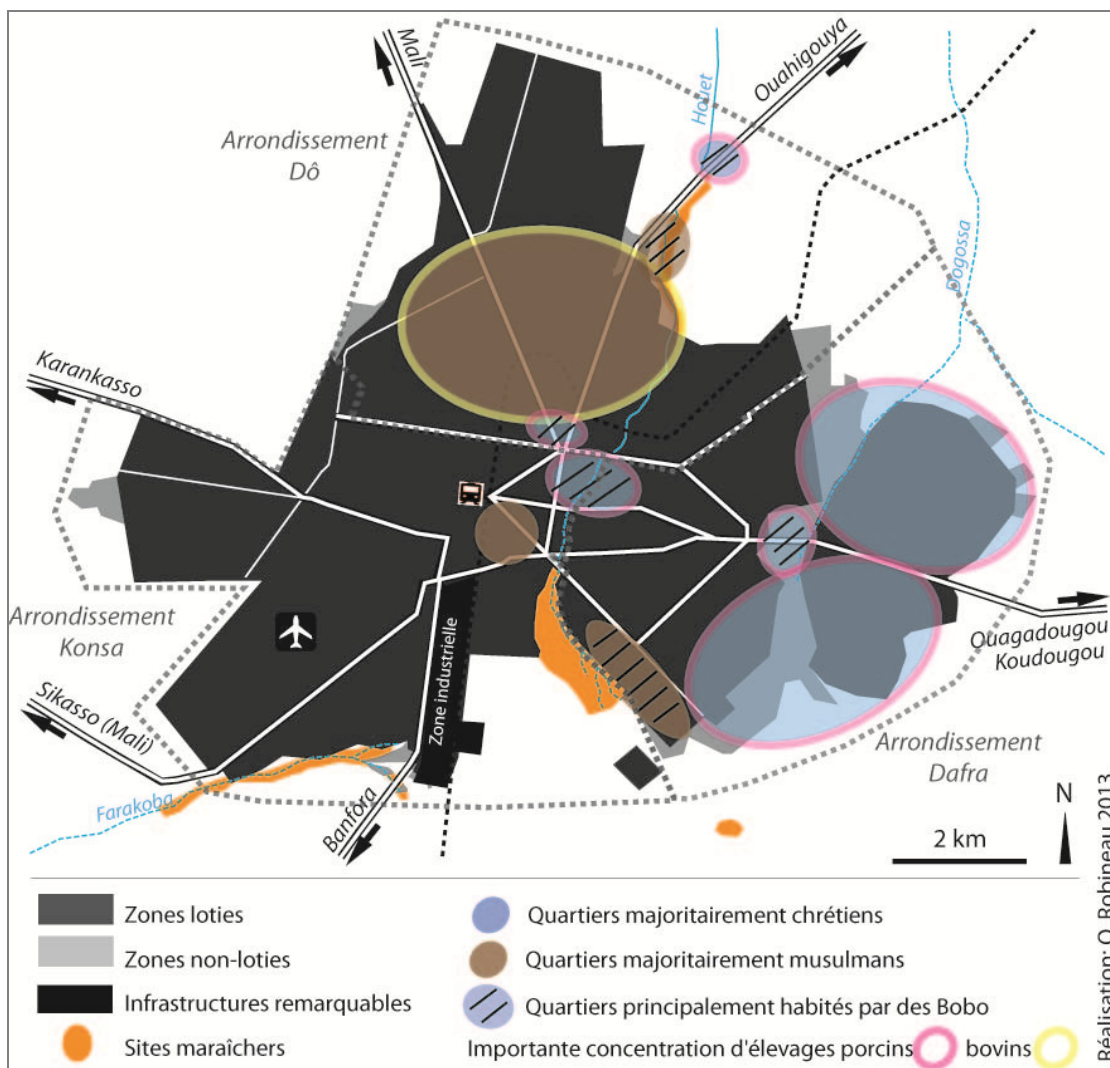 Mali
Ouahigouya
Houet
Arrondissement
Dô
Dogossa
Karankasso
Arrondissement
Konsa
Zone industrielle
Ouagadougou
Koudougou
Sikasso (Mali)
Arrondissement
Dafra
Farakoba
Banfora
N
2 km
Zones loties
Zones non-loties
Infrastructures remarquables
Sites maraîchers
Quartiers majoritairement chrétiens
Quartiers majoritairement musulmans
Quartiers principalement habités par des Bobo
Importante concentration d'élevages porcins bovins
Réalisation: O. Robineau 2013